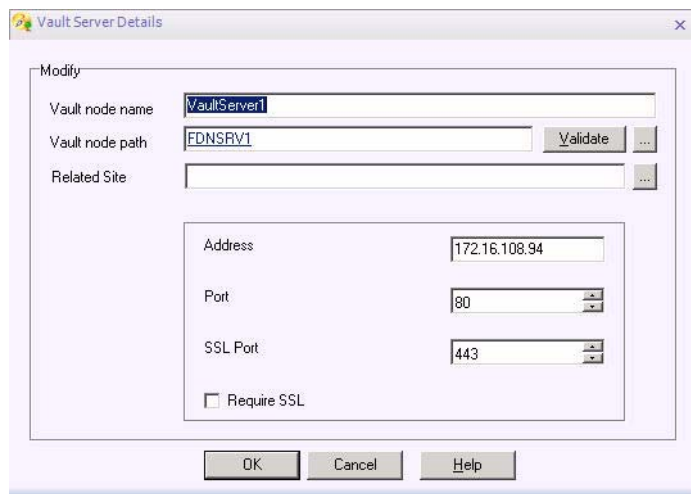 Vault Server Details
Modify
Vault node name VaultServer1
Vault node path FDNSRV1 Validate ...
Related Site ...
Address 172.16.108.94
Port 80
SSL Port 443
Require SSL
OK Cancel Help